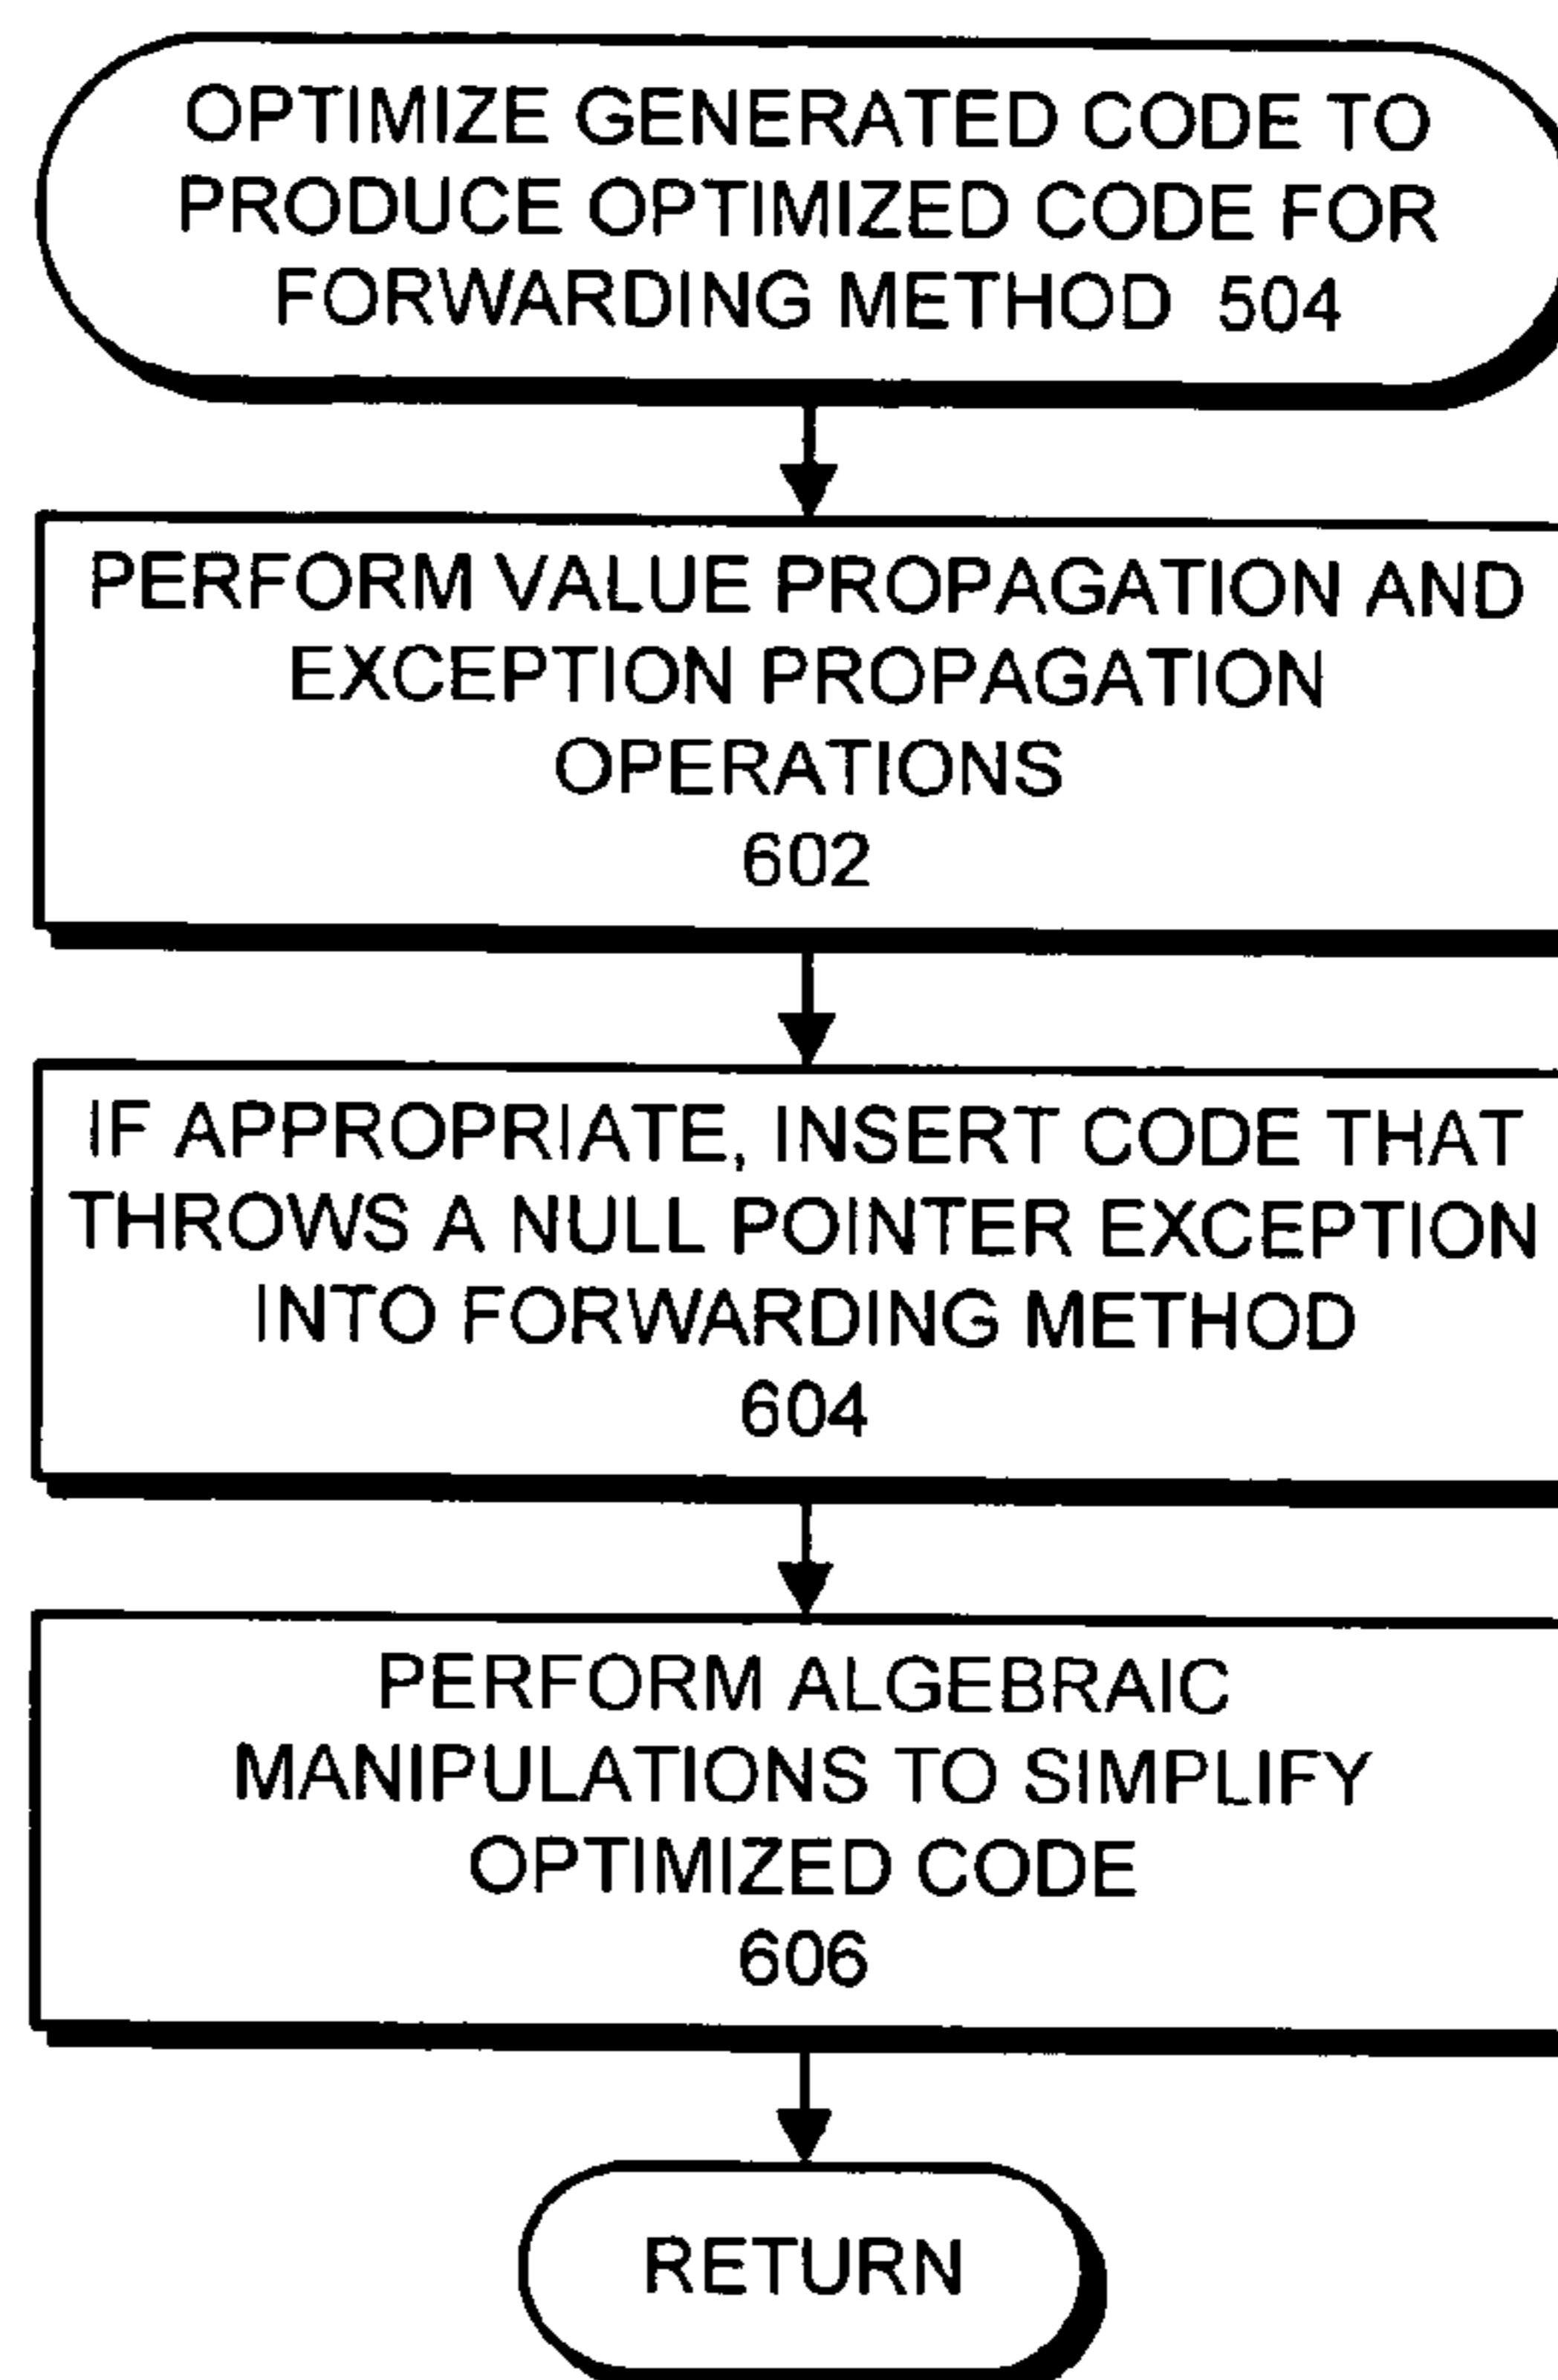 OPTIMIZE GENERATED CODE TO
PRODUCE OPTIMIZED CODE FOR
FORWARDING METHOD 504
PERFORM VALUE PROPAGATION AND
EXCEPTION PROPAGATION
OPERATIONS
602
IF APPROPRIATE, INSERT CODE THAT
THROWS A NULL POINTER EXCEPTION
INTO FORWARDING METHOD
604
PERFORM ALGEBRAIC
MANIPULATIONS TO SIMPLIFY
OPTIMIZED CODE
606
RETURN